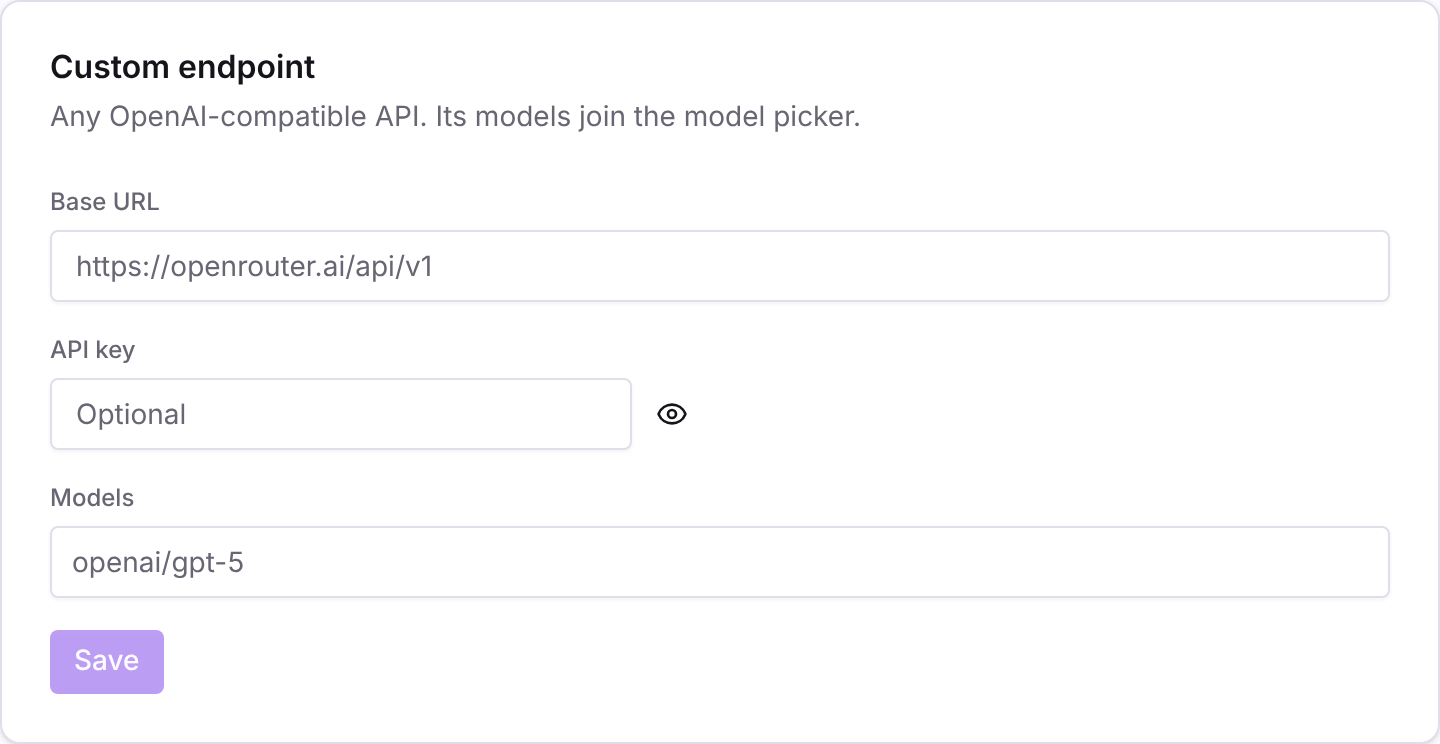 Custom endpoint
Any OpenAI-compatible API. Its models join the model picker.
Base URL
https://openrouter.ai/api/v1
API key
Optional
Models
openai/gpt-5
Save